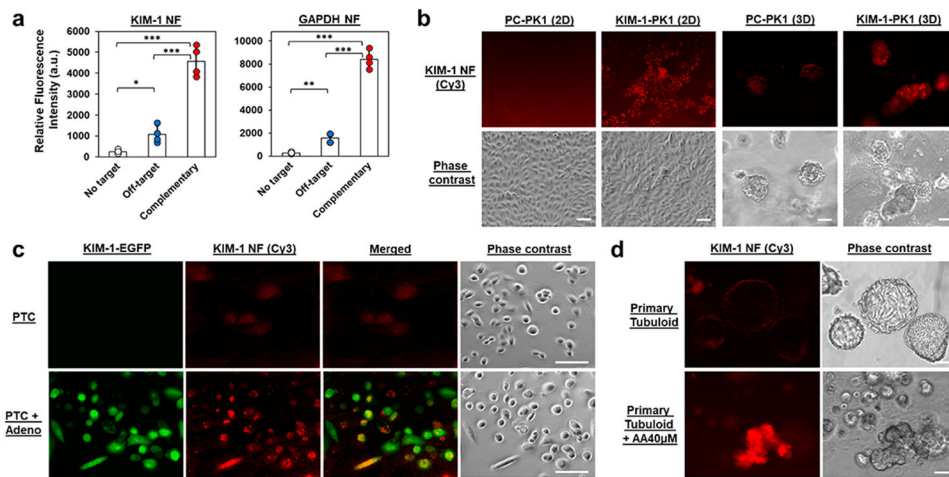 a
KIM-1 NF
GAPDH NF
Relative Fluorescence
Intensity (a.u.)
6000
5000
4000
3000
2000
1000
0
***
***
*
No target
Off-target
Complementary
10000
8000
6000
4000
2000
0
***
***
**
No target
Off-target
Complementary
b
PC-PK1 (2D)
KIM-1-PK1 (2D)
PC-PK1 (3D)
KIM-1-PK1 (3D)
KIM-1 NF
(Cy3)
Phase
contrast
c
KIM-1-EGFP
KIM-1 NF (Cy3)
Merged
Phase contrast
PTC
PTC +
Adeno
d
KIM-1 NF (Cy3)
Phase contrast
Primary
Tubuloid
Primary
Tubuloid
+ AA40μM